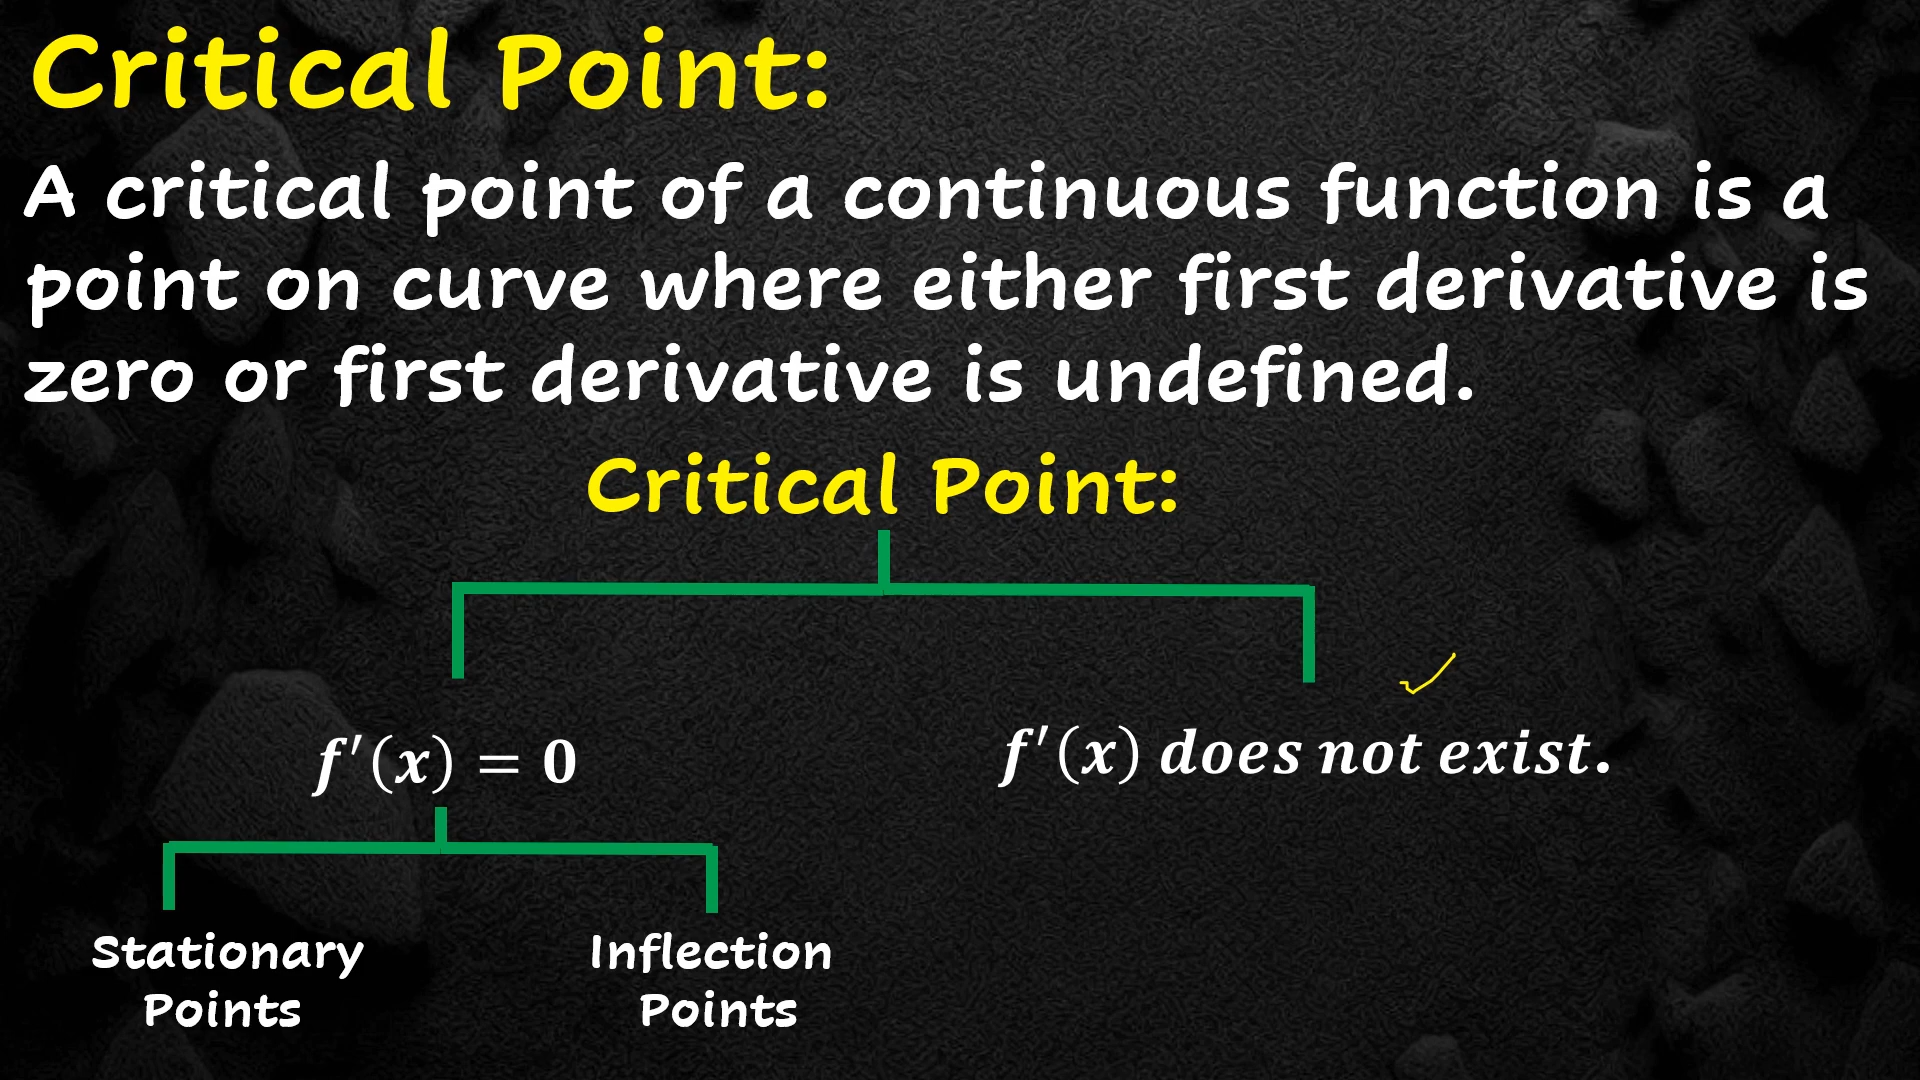 Critical Point:
A critical point of a continuous function is a
point on curve where either first derivative is
zero or first derivative is undefined.
Critical Point:
f′(x) = 0
f′(x) does not exist.
Stationary
Points
Inflection
Points